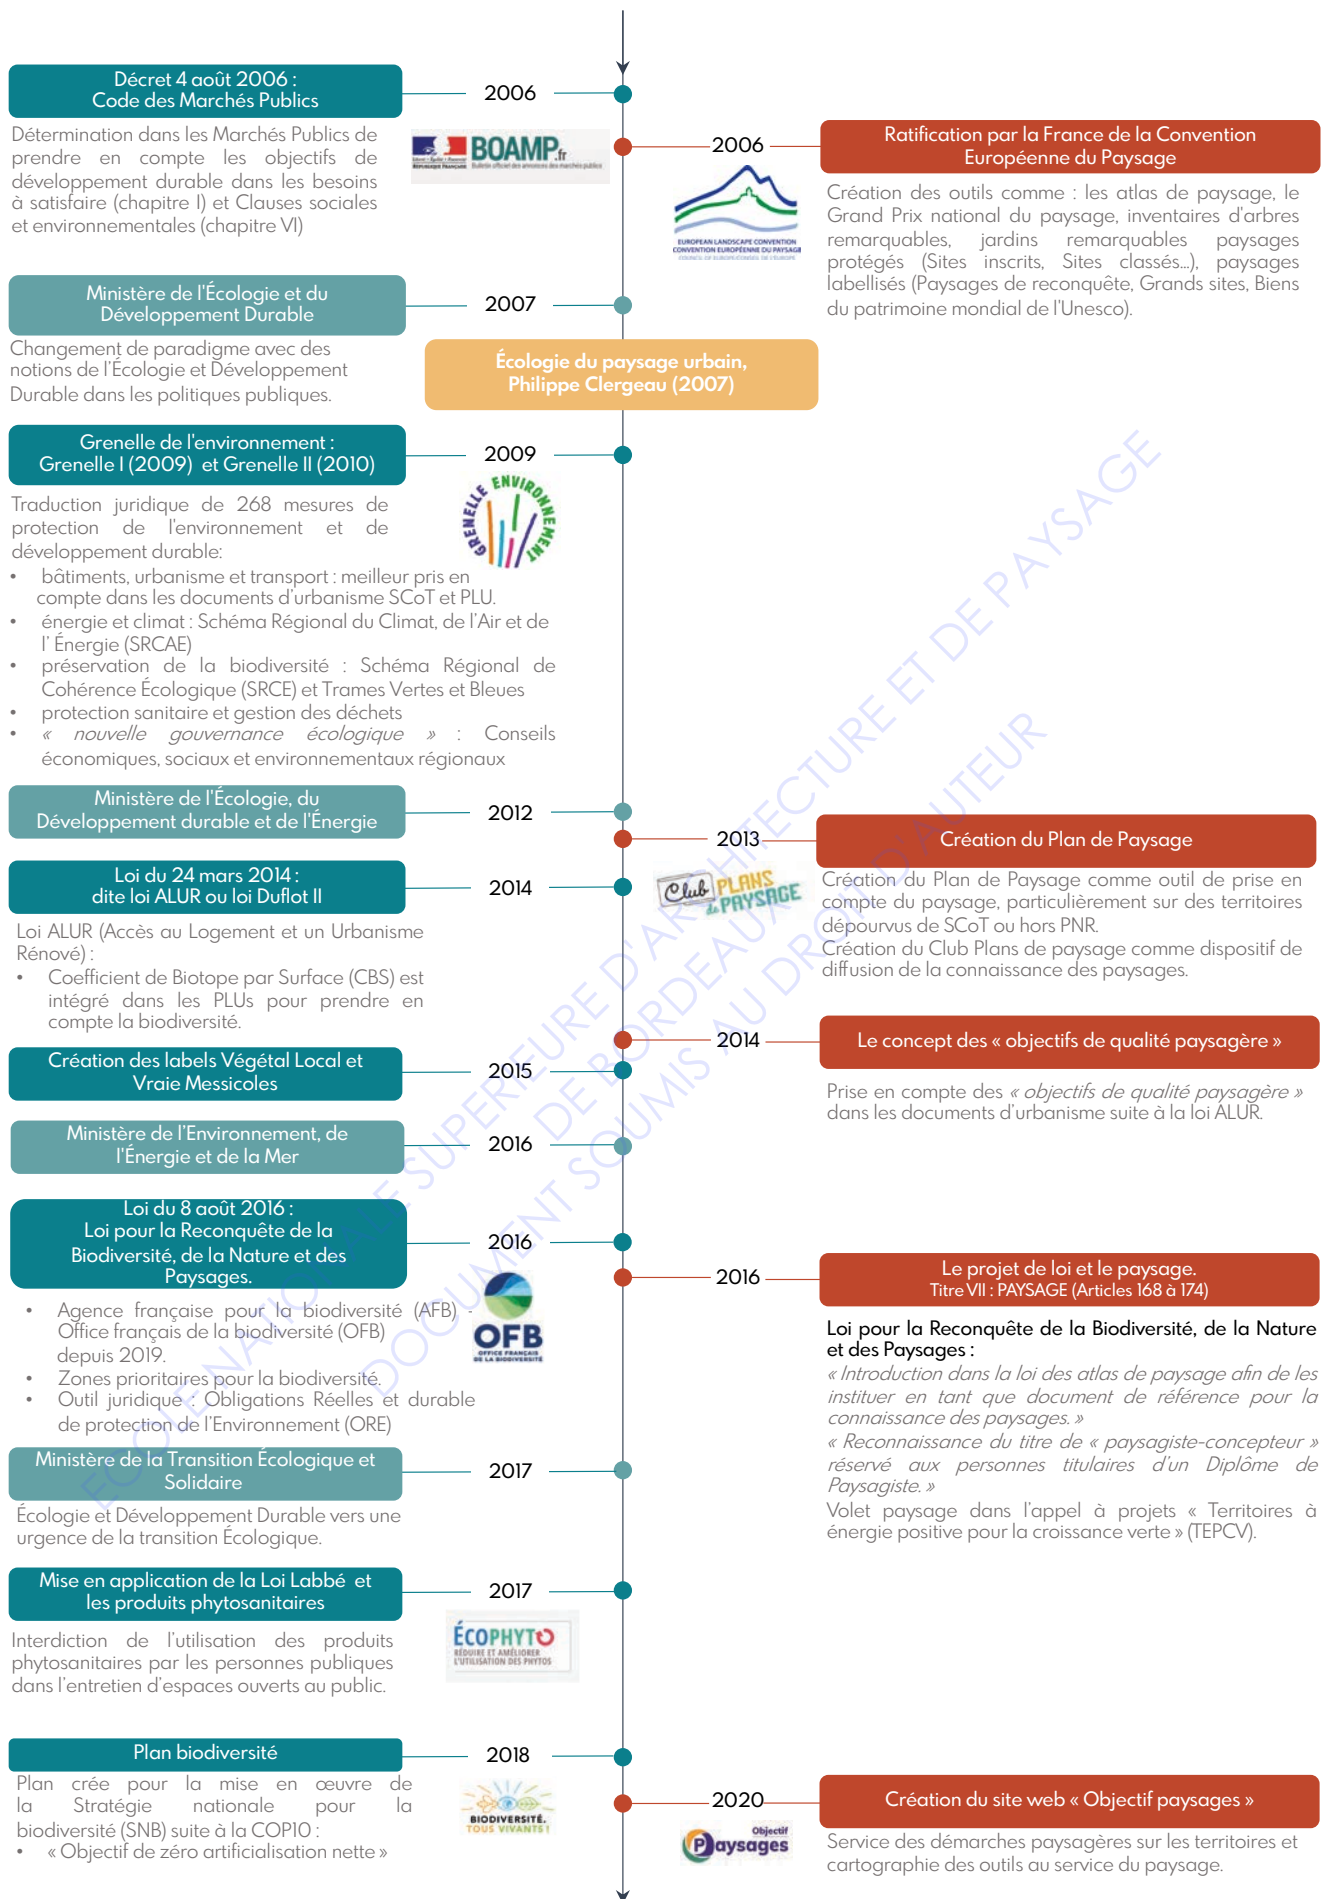 Décret 4 août 2006 :
Code des Marchés Publics
2006
Détermination dans les Marchés Publics de
prendre en compte les objectifs de
développement durable dans les besoins
à satisfaire (chapitre I) et Clauses sociales
et environnementales (chapitre VI)
BOAMP.fr
Bulletin officiel des annonces des marchés publics
2006
Ratification par la France de la Convention
Européenne du Paysage
EUROPEAN LANDSCAPE CONVENTION
CONVENTION EUROPÉENNE DU PAYSAGE
Création des outils comme : les atlas de paysage, le
Grand Prix national du paysage, inventaires d'arbres
remarquables, jardins remarquables paysages
protégés (Sites inscrits, Sites classés...), paysages
labellisés (Paysages de reconquête, Grands sites, Biens
du patrimoine mondial de l'Unesco).
Ministère de l'Écologie et du
Développement Durable
2007
Changement de paradigme avec des
notions de l'Écologie et Développement
Durable dans les politiques publiques.
Écologie du paysage urbain,
Philippe Clergeau (2007)
Grenelle de l'environnement :
Grenelle I (2009) et Grenelle II (2010)
2009
GRENELLE ENVIRONNEMENT
Traduction juridique de 268 mesures de
protection de l'environnement et de
développement durable:
• bâtiments, urbanisme et transport : meilleur pris en
compte dans les documents d'urbanisme SCoT et PLU.
• énergie et climat : Schéma Régional du Climat, de l'Air et de
l' Énergie (SRCAE)
• préservation de la biodiversité : Schéma Régional de
Cohérence Écologique (SRCE) et Trames Vertes et Bleues
• protection sanitaire et gestion des déchets
• « nouvelle gouvernance écologique » : Conseils
économiques, sociaux et environnementaux régionaux
Ministère de l'Écologie, du
Développement durable et de l'Énergie
2012
2013
Création du Plan de Paysage
Club PLANS
de PAYSAGE
Création du Plan de Paysage comme outil de prise en
compte du paysage, particulièrement sur des territoires
dépourvus de SCoT ou hors PNR.
Création du Club Plans de paysage comme dispositif de
diffusion de la connaissance des paysages.
Loi du 24 mars 2014 :
dite loi ALUR ou loi Duflot II
2014
Loi ALUR (Accès au Logement et un Urbanisme
Rénové) :
• Coefficient de Biotope par Surface (CBS) est
intégré dans les PLUs pour prendre en
compte la biodiversité.
2014
Le concept des « objectifs de qualité paysagère »
Prise en compte des « objectifs de qualité paysagère »
dans les documents d'urbanisme suite à la loi ALUR.
Création des labels Végétal Local et
Vraie Messicoles
2015
Ministère de l'Environnement, de
l'Énergie et de la Mer
2016
Loi du 8 août 2016 :
Loi pour la Reconquête de la
Biodiversité, de la Nature et des
Paysages.
2016
OFB
OFFICE FRANÇAIS
DE LA BIODIVERSITÉ
• Agence française pour la biodiversité (AFB) -
Office français de la biodiversité (OFB)
depuis 2019.
• Zones prioritaires pour la biodiversité.
• Outil juridique : Obligations Réelles et durable
de protection de l'Environnement (ORE)
2016
Le projet de loi et le paysage.
Titre VII : PAYSAGE (Articles 168 à 174)
Loi pour la Reconquête de la Biodiversité, de la Nature
et des Paysages :
« Introduction dans la loi des atlas de paysage afin de les
instituer en tant que document de référence pour la
connaissance des paysages. »
« Reconnaissance du titre de « paysagiste-concepteur »
réservé aux personnes titulaires d'un Diplôme de
Paysagiste. »
Volet paysage dans l'appel à projets « Territoires à
énergie positive pour la croissance verte » (TEPCV).
Ministère de la Transition Écologique et
Solidaire
2017
Écologie et Développement Durable vers une
urgence de la transition Écologique.
Mise en application de la Loi Labbé et
les produits phytosanitaires
2017
ÉCOPHYTO
RÉDUIRE ET AMÉLIORER
L'UTILISATION DES PHYTOS
Interdiction de l'utilisation des produits
phytosanitaires par les personnes publiques
dans l'entretien d'espaces ouverts au public.
Plan biodiversité
2018
BIODIVERSITÉ.
TOUS VIVANTS !
Plan crée pour la mise en œuvre de
la Stratégie nationale pour la
biodiversité (SNB) suite à la COP10 :
• « Objectif de zéro artificialisation nette »
2020
Création du site web « Objectif paysages »
Objectif
Paysages
Service des démarches paysagères sur les territoires et
cartographie des outils au service du paysage.
ECOLE NATIONALE SUPERIEURE D'ARCHITECTURE ET DE PAYSAGE
DE BORDEAUX
DOCUMENT SOUMIS AU DROIT D'AUTEUR